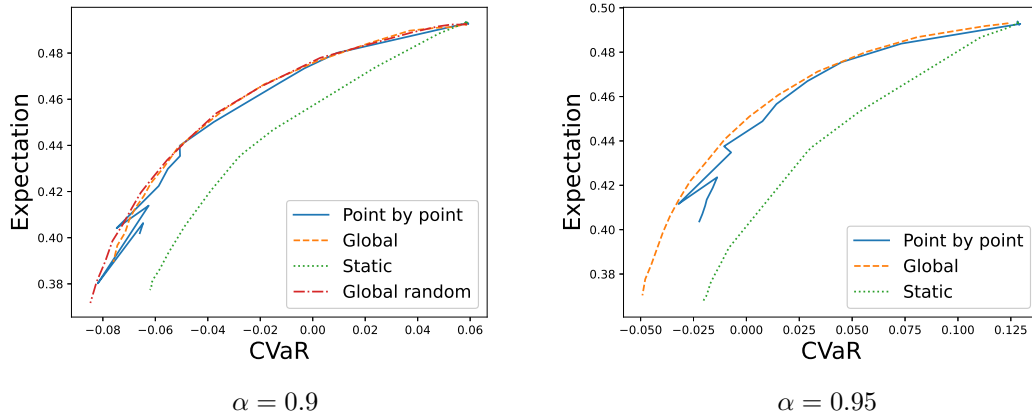 Expectation
0.48
0.46
0.44
0.42
0.40
0.38
−0.08
−0.06
−0.04
−0.02
0.00
0.02
0.04
0.06
CVaR
Point by point
Global
Static
Global random
α = 0.9
Expectation
0.50
0.48
0.46
0.44
0.42
0.40
0.38
−0.050
−0.025
0.000
0.025
0.050
0.075
0.100
0.125
CVaR
Point by point
Global
Static
α = 0.95